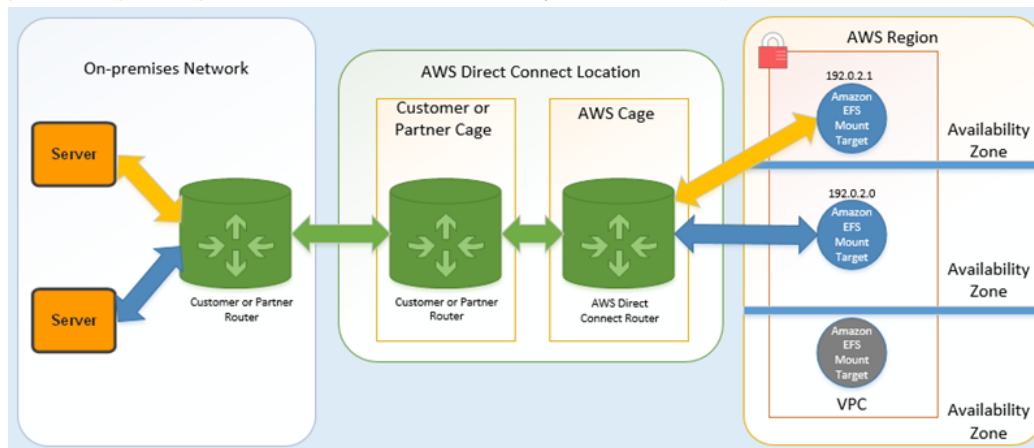 On-premises Network
Server
Server
Customer or Partner
Router
AWS Direct Connect Location
Customer or
Partner Cage
Customer or Partner
Router
AWS Cage
AWS Direct
Connect Router
AWS Region
192.0.2.1
Amazon
EFS
Mount
Target
Availability
Zone
192.0.2.0
Amazon
EFS
Mount
Target
Availability
Zone
Amazon
EFS
Mount
Target
VPC
Availability
Zone